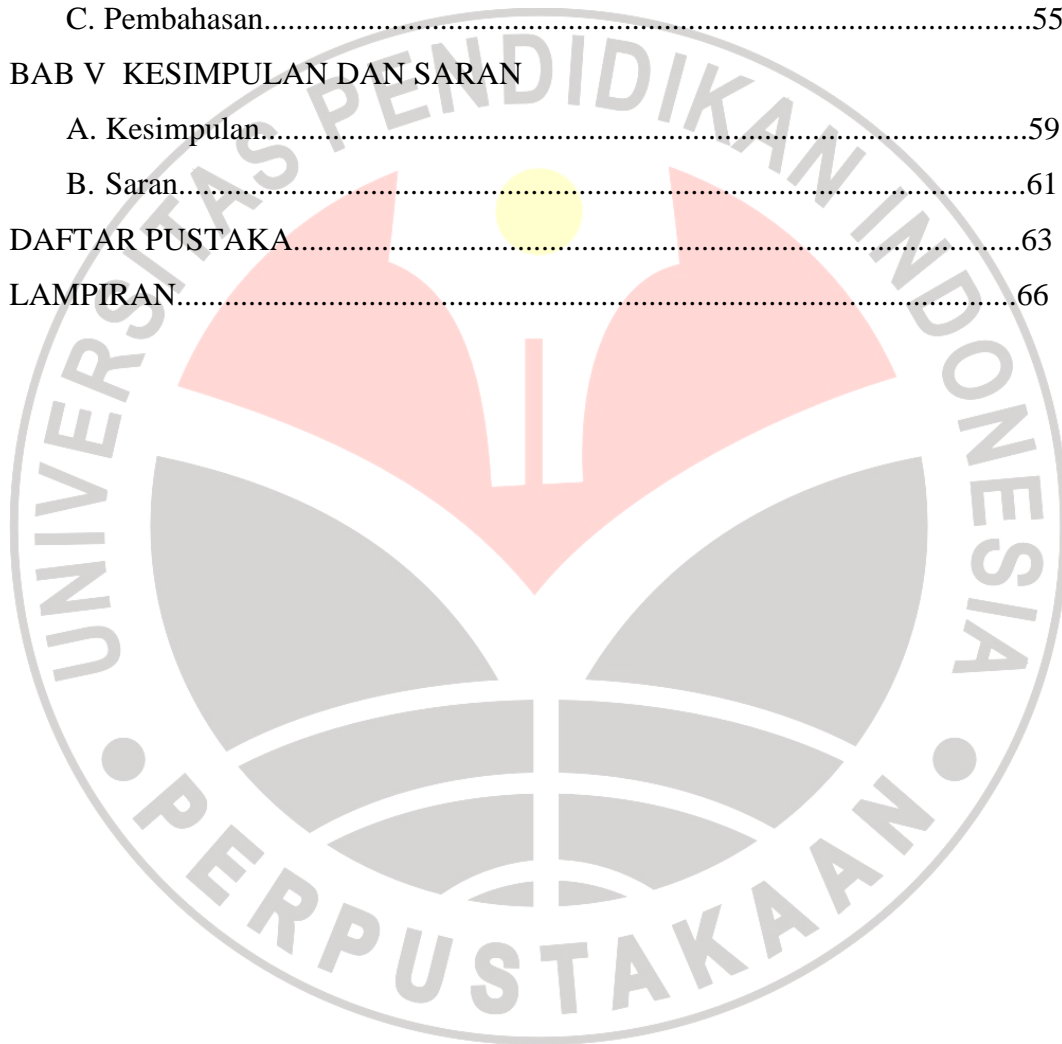 C. Pembahasan....................................................................................................55
BAB V KESIMPULAN DAN SARAN
A. Kesimpulan....................................................................................................59
B. Saran..............................................................................................................61
DAFTAR PUSTAKA...............................................................................................63
LAMPIRAN............................................................................................................66
UNIVERSITAS PENDIDIKAN INDONESIA
PERPUSTAKAAN